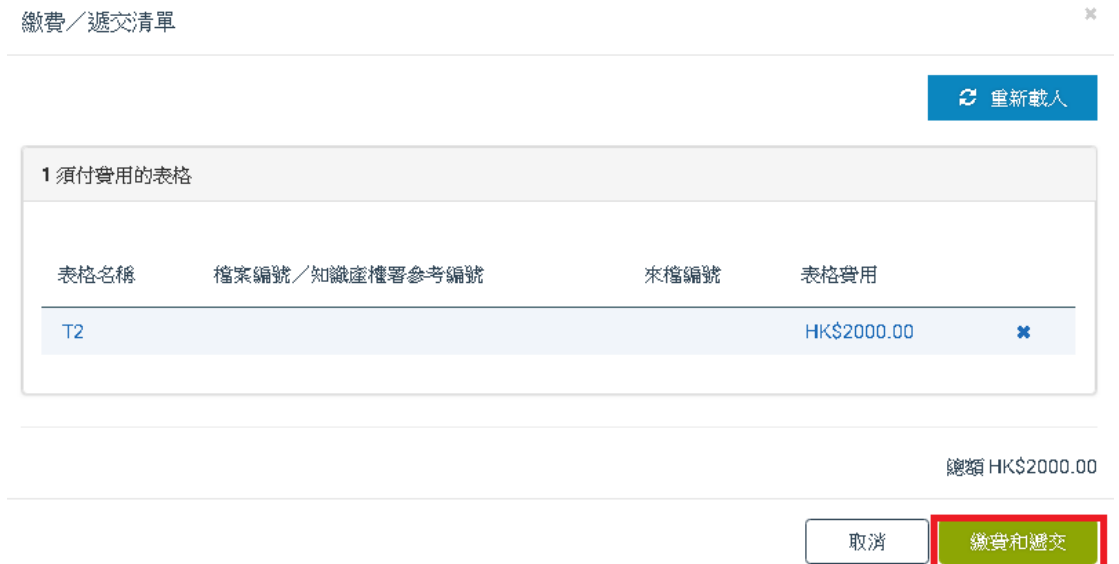 繳費／遞交清單
×
重新載入
1 須付費用的表格
表格名稱 檔案編號／知識產權署參考編號 來檔編號 表格費用
T2 HK$2000.00 ✖
總額 HK$2000.00
取消 繳費和遞交